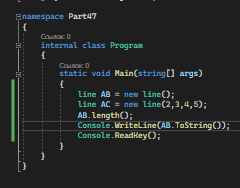 namespace Part47
{
Ссылок: 0
internal class Program
{
Ссылок: 0
static void Main(string[] args)
{
line AB = new line();
line AC = new line(2,3,4,5);
AB.length();
Console.WriteLine(AB.ToString());
Console.ReadKey();
}
}
}